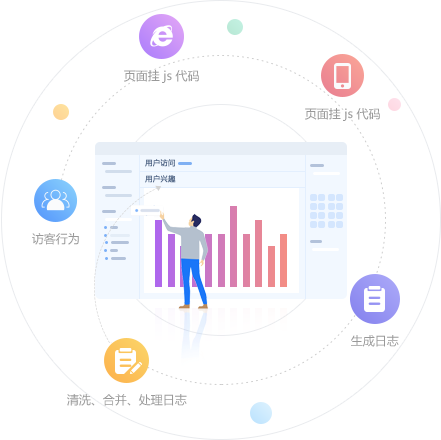 页面挂 js 代码
页面挂 js 代码
用户访问
用户兴趣
访客行为
生成日志
清洗、合并、处理日志